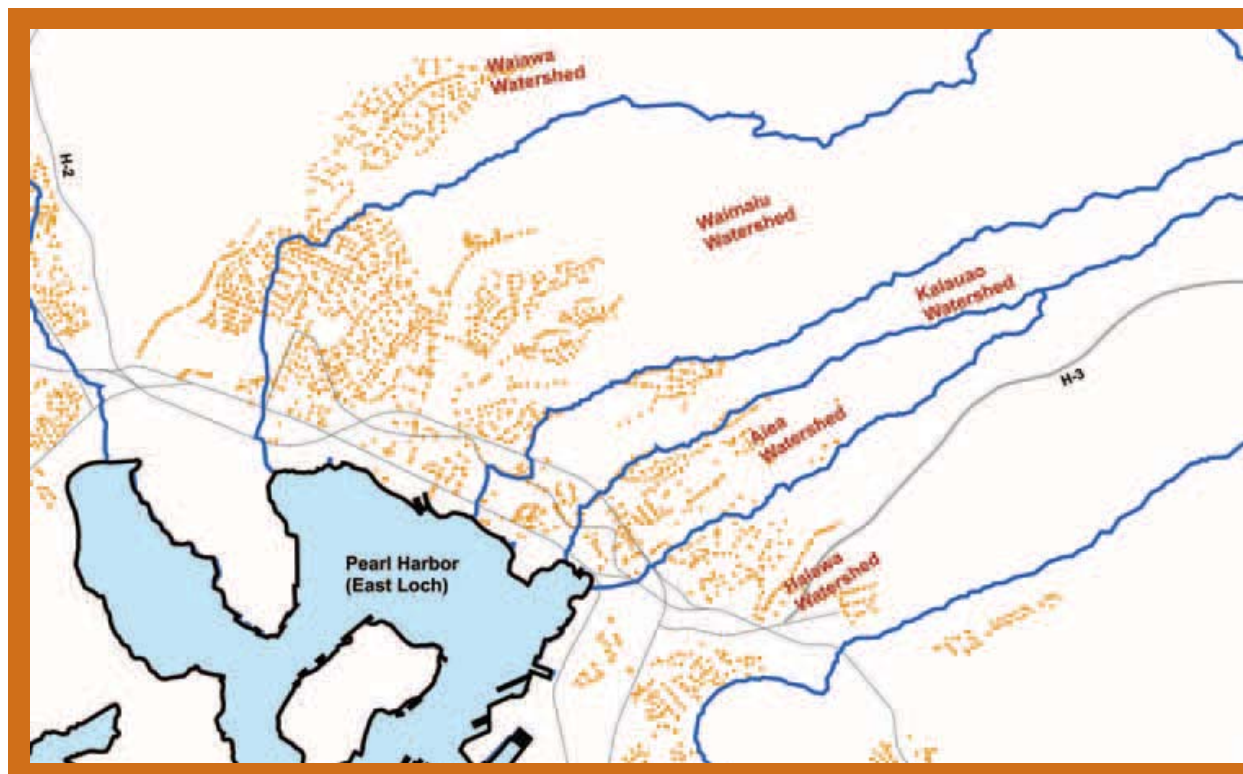 Waiawa
Watershed
H-2
Waimalu
Watershed
Kalauao
Watershed
H-3
Aiea
Watershed
Pearl Harbor
(East Loch)
Halawa
Watershed